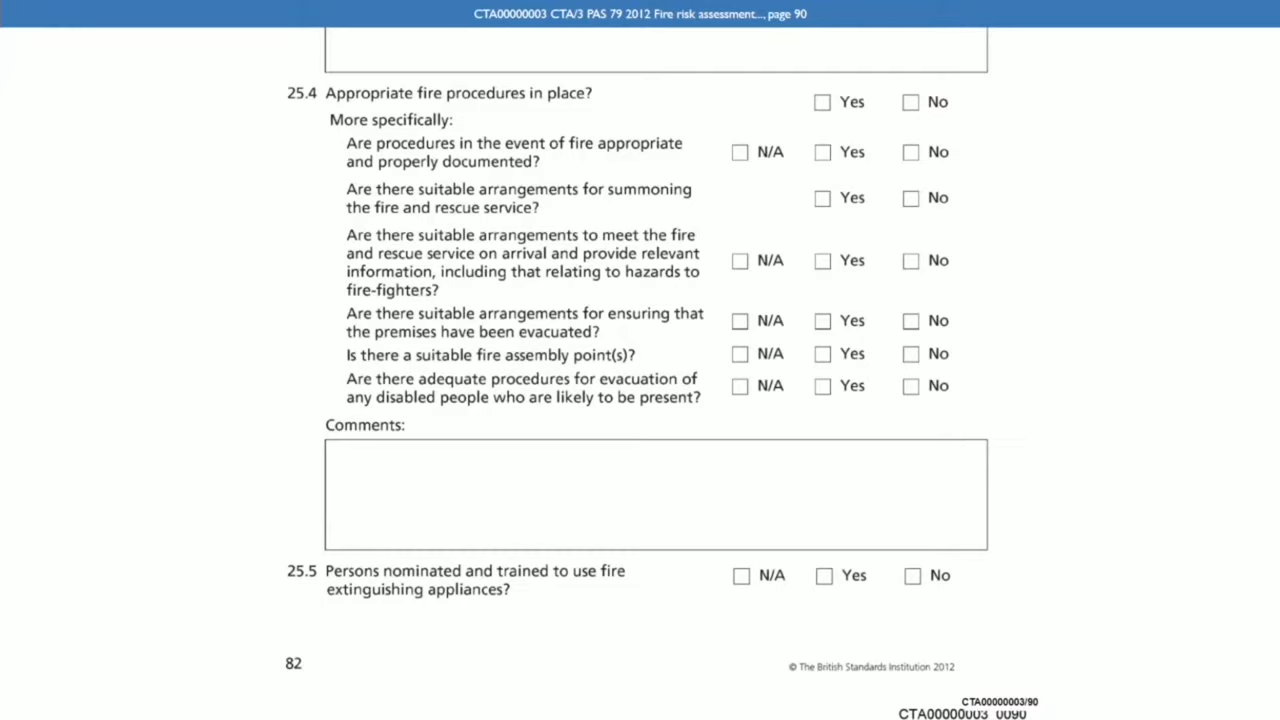 CTA00000003 CTA/3 PAS 79 2012 Fire risk assessment..., page 90
25.4 Appropriate fire procedures in place? Yes No
More specifically:
Are procedures in the event of fire appropriate
and properly documented? N/A Yes No
Are there suitable arrangements for summoning
the fire and rescue service? Yes No
Are there suitable arrangements to meet the fire
and rescue service on arrival and provide relevant
information, including that relating to hazards to
fire-fighters? N/A Yes No
Are there suitable arrangements for ensuring that
the premises have been evacuated? N/A Yes No
Is there a suitable fire assembly point(s)? N/A Yes No
Are there adequate procedures for evacuation of
any disabled people who are likely to be present? N/A Yes No
Comments:
25.5 Persons nominated and trained to use fire
extinguishing appliances? N/A Yes No
82 © The British Standards Institution 2012
CTA00000003/90
CTA00000003_0090